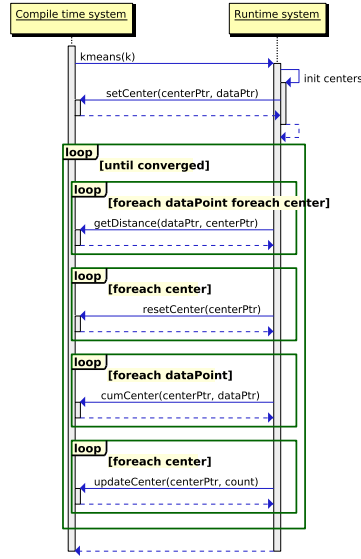 Compile time system
Runtime system
kmeans(k)
init centers
setCenter(centerPtr, dataPtr)
loop
[until converged]
loop
[foreach dataPoint foreach center]
getDistance(dataPtr, centerPtr)
loop
[foreach center]
resetCenter(centerPtr)
loop
[foreach dataPoint]
cumCenter(centerPtr, dataPtr)
loop
[foreach center]
updateCenter(centerPtr, count)